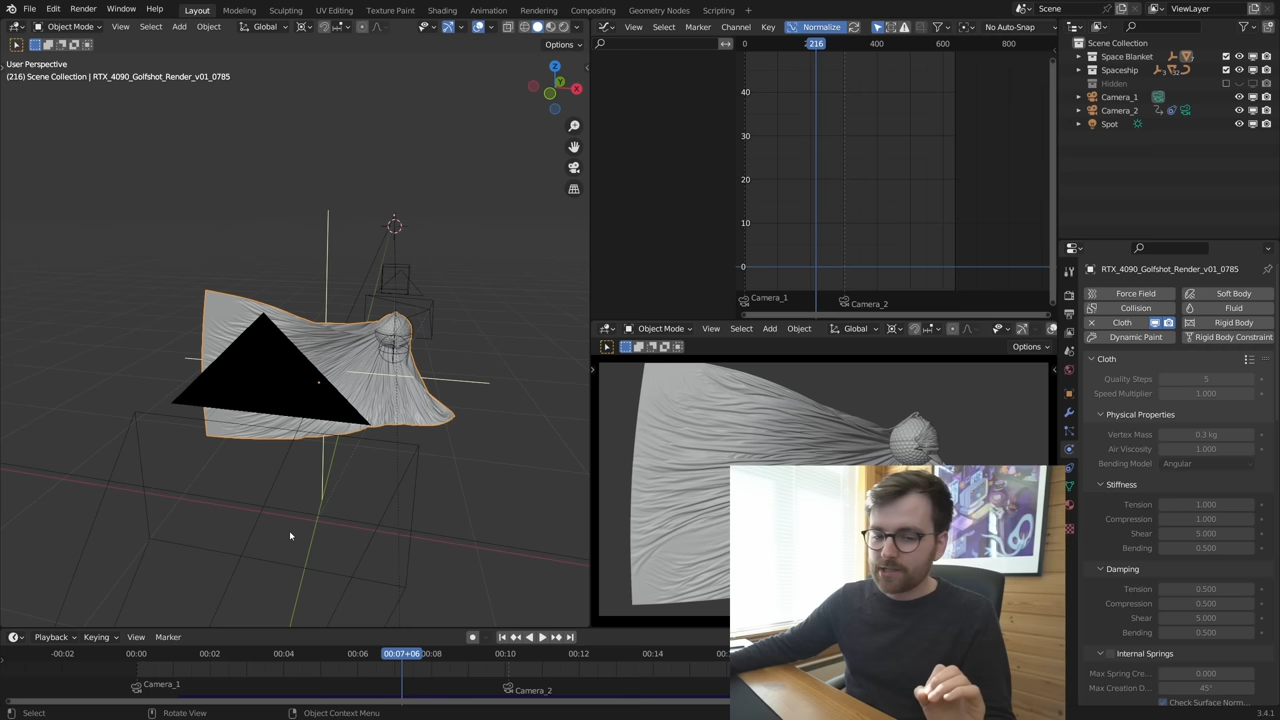 File Edit Render Window Help Layout Modeling Sculpting UV Editing Texture Paint Shading Animation Rendering Compositing Geometry Nodes Scripting Scene ViewLayer
Object Mode View Select Add Object Global
Options
User Perspective
(216) Scene Collection | RTX_4090_Golfshot_Render_v01_0785
Z
Y
X
View Select Marker Channel Key Normalize No Auto-Snap
0 216 400 600 800
40
30
20
10
0
Camera_1
Camera_2
Object Mode View Select Add Object Global
Options
Scene Collection
Space Blanket
Spaceship
Hidden
Camera_1
Camera_2
Spot
RTX_4090_Golfshot_Render_v01_0785
Force Field Soft Body
Collision Fluid
Cloth Rigid Body
Dynamic Paint Rigid Body Constraint
Cloth
Quality Steps 5
Speed Multiplier 1.000
Physical Properties
Vertex Mass 0.3 kg
Air Viscosity 1.000
Bending Model Angular
Stiffness
Tension 1.000
Compression 1.000
Shear 5.000
Bending 0.500
Damping
Tension 0.500
Compression 0.500
Shear 5.000
Bending 0.500
Internal Springs
Max Spring Cre... 0.000
Max Creation D... 45°
Check Surface Norm...
Playback Keying View Marker
-00:02 00:00 00:02 00:04 00:06 00:07+06 00:10 00:12 00:14
Camera_1
Camera_2
Select Rotate View Object Context Menu 3.4.1